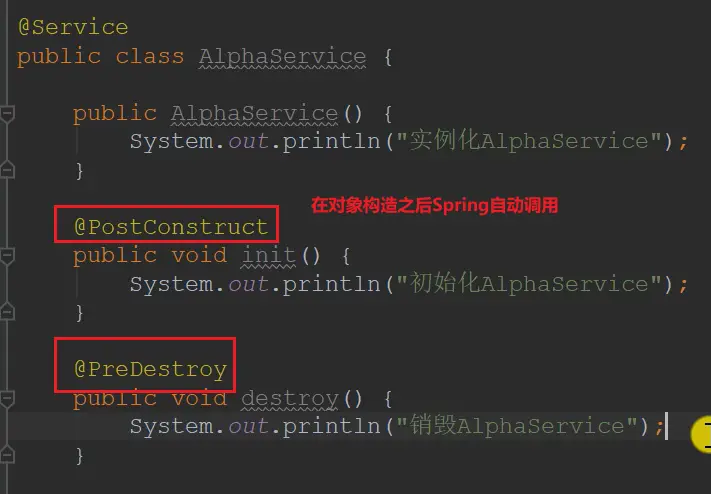 @Service
public class AlphaService {
public AlphaService() {
System.out.println("实例化AlphaService");
}
在对象构造之后Spring自动调用
@PostConstruct
public void init() {
System.out.println("初始化AlphaService");
}
@PreDestroy
public void destroy() {
System.out.println("销毁AlphaService");
}